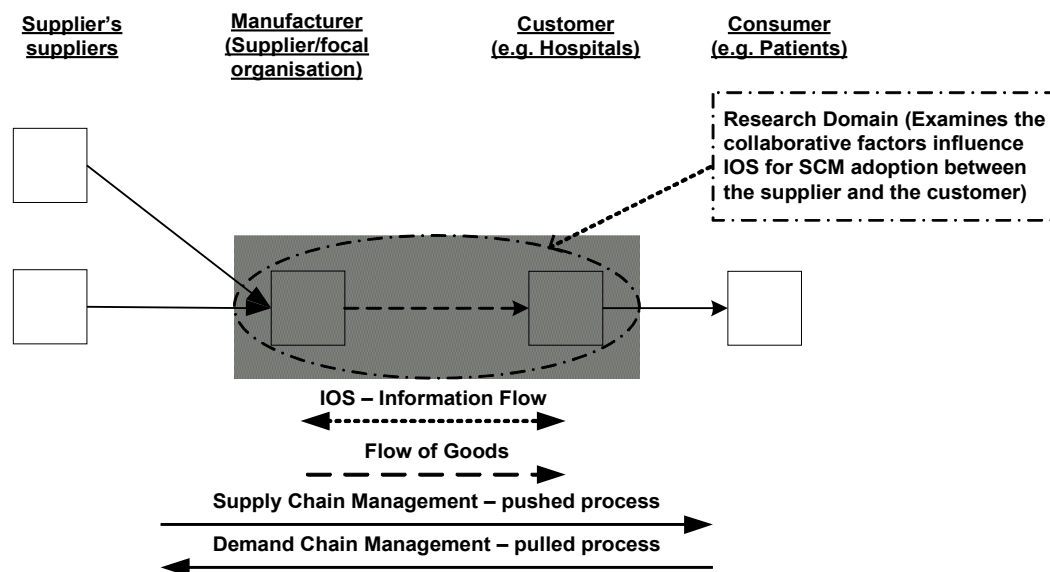 Supplier's
suppliers
Manufacturer
(Supplier/focal
organisation)
Customer
(e.g. Hospitals)
Consumer
(e.g. Patients)
Research Domain (Examines the
collaborative factors influence
IOS for SCM adoption between
the supplier and the customer)
IOS – Information Flow
Flow of Goods
Supply Chain Management – pushed process
Demand Chain Management – pulled process